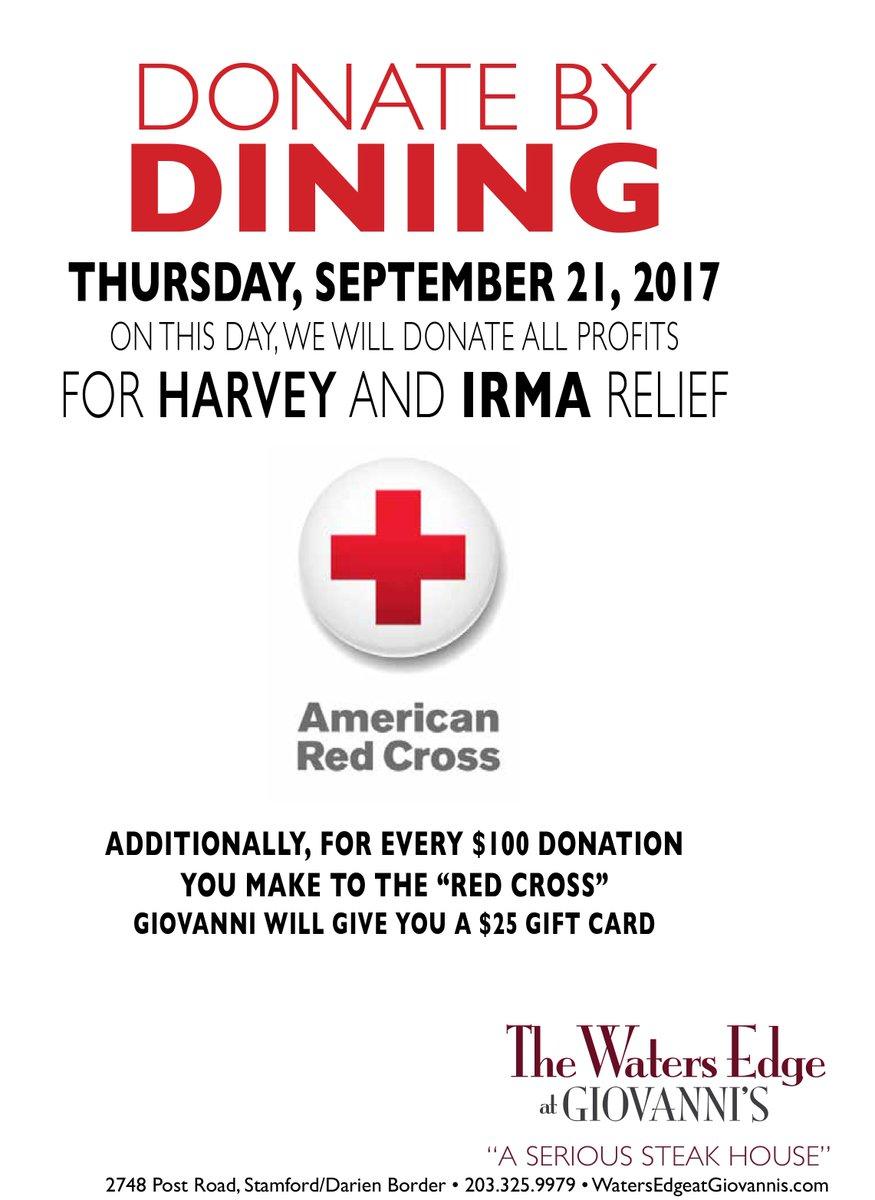 DONATE BY
DINING
THURSDAY, SEPTEMBER 21, 2017
ON THIS DAY, WE WILL DONATE ALL PROFITS
FOR HARVEY AND IRMA RELIEF
American
Red Cross
ADDITIONALLY, FOR EVERY $100 DONATION
YOU MAKE TO THE “RED CROSS”
GIOVANNI WILL GIVE YOU A $25 GIFT CARD
The Waters Edge
at GIOVANNI'S
“A SERIOUS STEAK HOUSE”
2748 Post Road, Stamford/Darien Border • 203.325.9979 • WatersEdgeatGiovannis.com